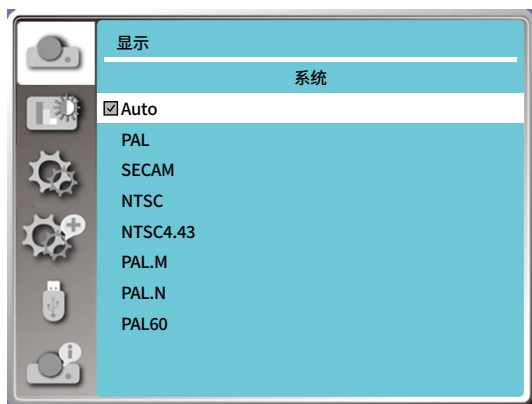 显示
系统
Auto
PAL
SECAM
NTSC
NTSC4.43
PAL.M
PAL.N
PAL60